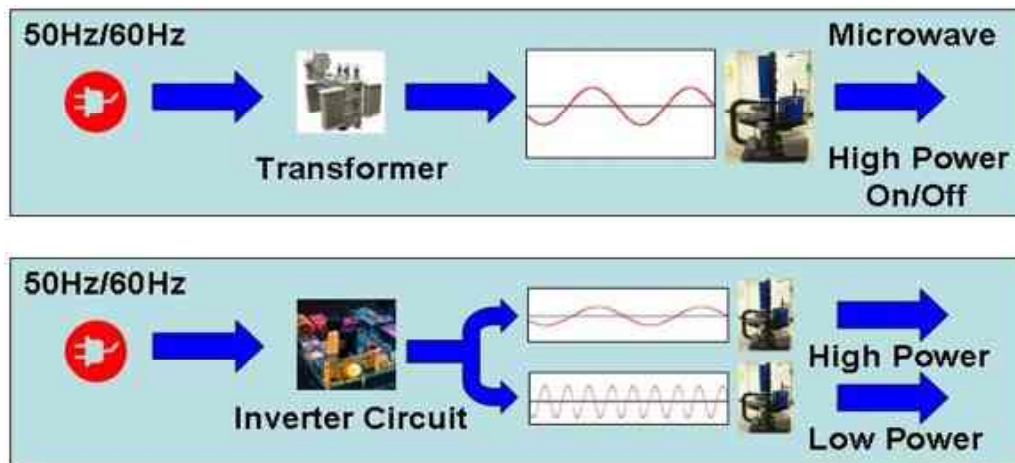 50Hz/60Hz
Microwave
Transformer
High Power
On/Off
50Hz/60Hz
High Power
Inverter Circuit
Low Power